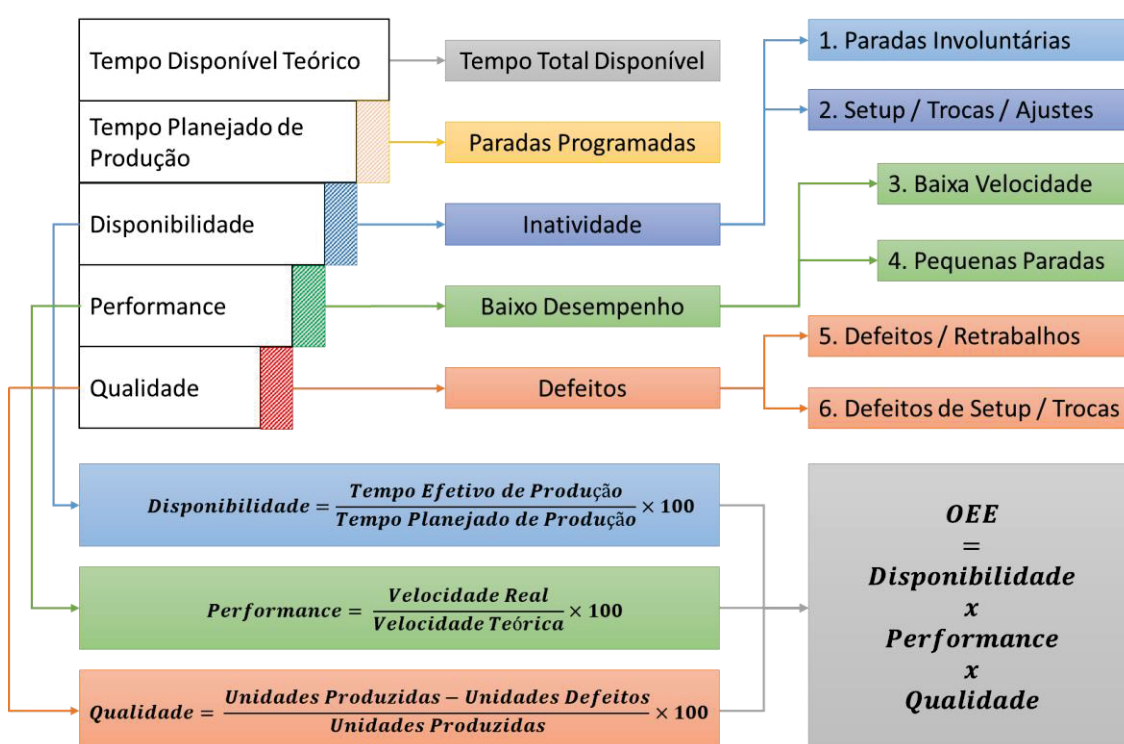 Tempo Disponível Teórico
Tempo Total Disponível
1. Paradas Involuntárias
2. Setup / Trocas / Ajustes
Tempo Planejado de
Produção
Paradas Programadas
3. Baixa Velocidade
Disponibilidade
Inatividade
4. Pequenas Paradas
Performance
Baixo Desempenho
5. Defeitos / Retrabalhos
Qualidade
Defeitos
6. Defeitos de Setup / Trocas
Disponibilidade = Tempo Efetivo de Produção / Tempo Planejado de Produção × 100
Performance = Velocidade Real / Velocidade Teórica × 100
Qualidade = Unidades Produzidas − Unidades Defeitos / Unidades Produzidas × 100
OEE
=
Disponibilidade
x
Performance
x
Qualidade